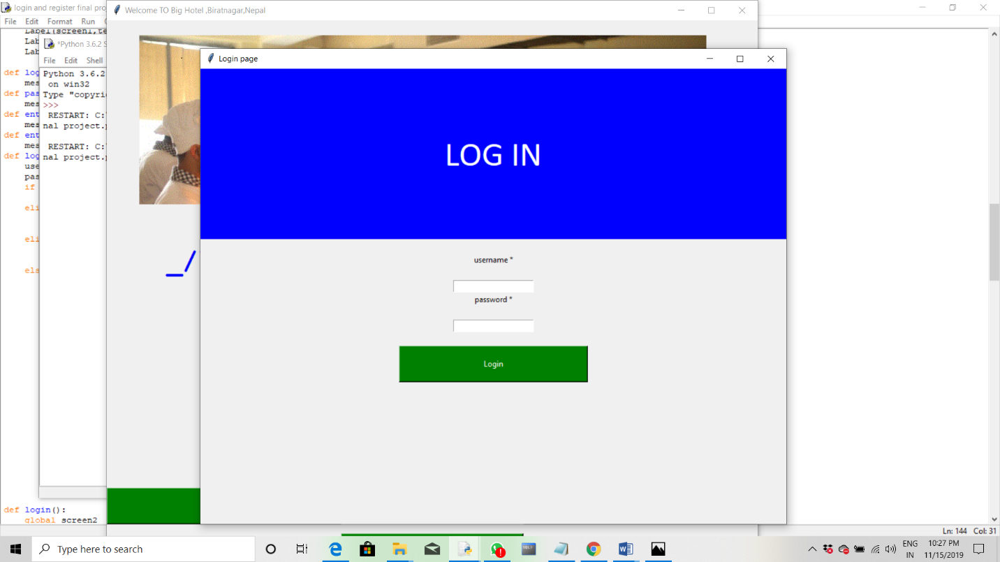 login and register final pro
File Edit Format Run
Label(screen1,te
Lab
Lab
def log
mes
def pas
mes
def ent
mes
def ent
mes
def log
use
pas
if
eli
eli
els
def login():
global screen2
*Python 3.6.2 S
File Edit Shell
Python 3.6.2
on win32
Type "copyri
>>>
RESTART: C:
nal project.p
RESTART: C:
nal project.p
Welcome TO Big Hotel ,Biratnagar,Nepal
_/
Login page
LOG IN
username *
password *
Login
Ln: 144 Col: 31
Type here to search
ENG
IN
10:27 PM
11/15/2019